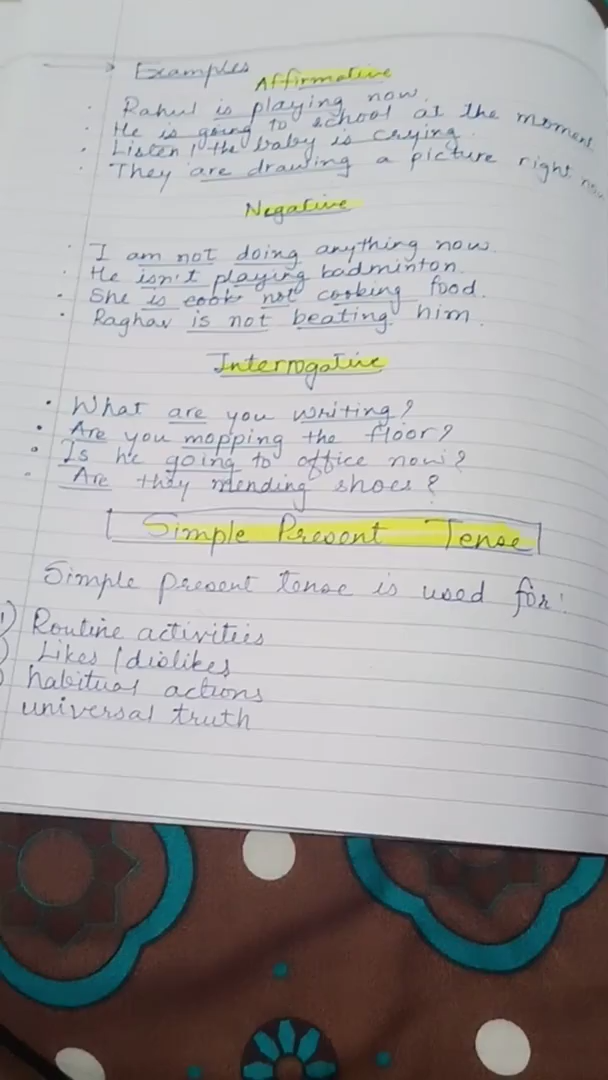 → Examples
Affirmative
• Rahul is playing now.
• He is going to school at the moment.
• Listen! the baby is crying.
• They are drawing a picture right
Negative
• I am not doing anything now.
• He isn't playing badminton.
• She is cook not cooking food.
• Raghav is not beating him.
Interrogative
• What are you writing?
• Are you mopping the floor?
• Is he going to office now?
• Are they mending shoes?
Simple Present Tense
Simple present tense is used for:
1) Routine activities
) Likes / dislikes
) habitual actions
universal truth